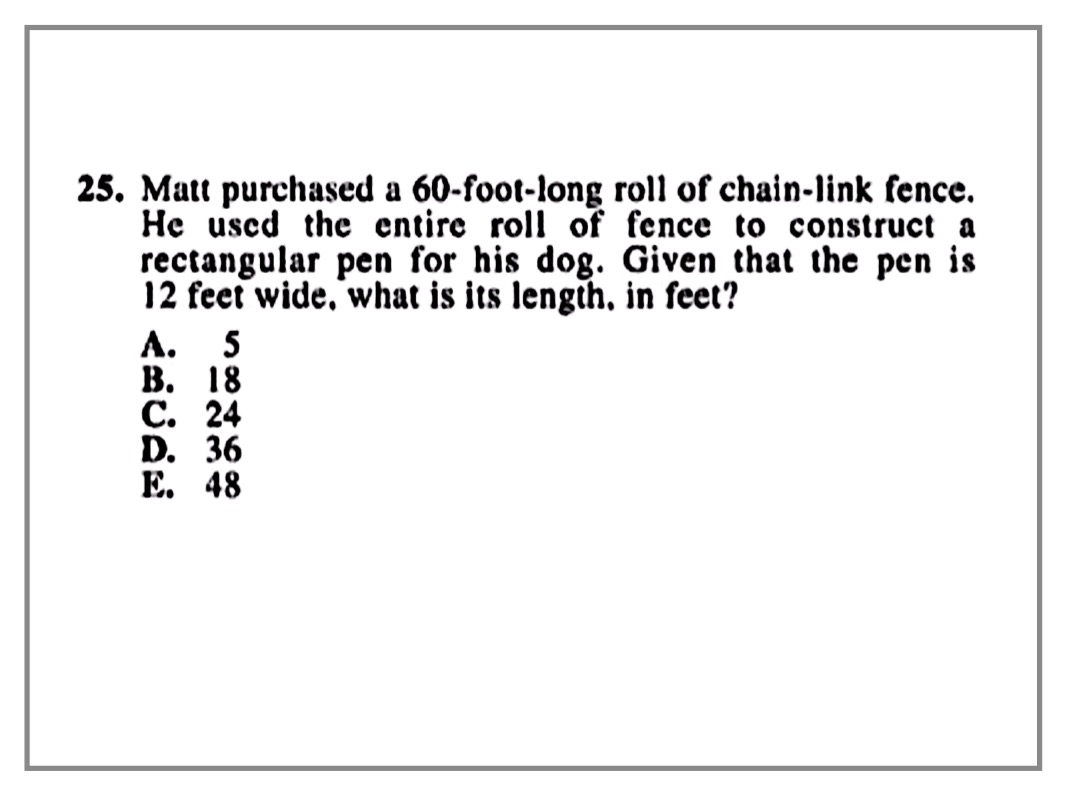 25. Matt purchased a 60-foot-long roll of chain-link fence.
He used the entire roll of fence to construct a
rectangular pen for his dog. Given that the pen is
12 feet wide, what is its length, in feet?
A. 5
B. 18
C. 24
D. 36
E. 48